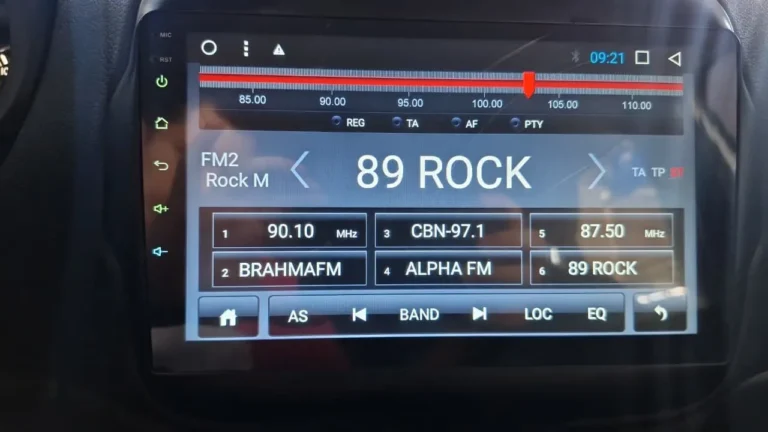 MIC
RST
09:21
85.00 90.00 95.00 100.00 105.00 110.00
REG TA AF PTY
FM2
Rock M
89 ROCK
TA TP ST
1 90.10 MHz
3 CBN-97.1
5 87.50 MHz
2 BRAHMAFM
4 ALPHA FM
6 89 ROCK
AS BAND LOC EQ